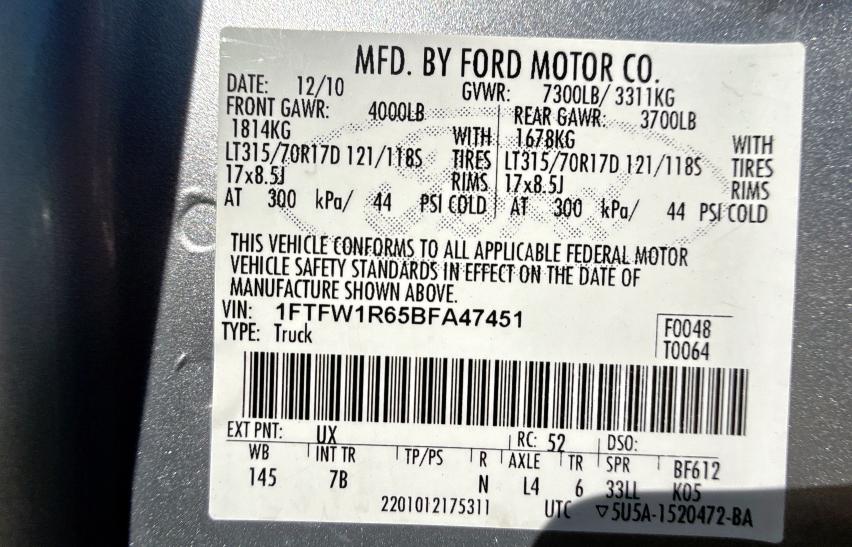 MFD. BY FORD MOTOR CO.
DATE: 12/10 GVWR: 7300LB/ 3311KG
FRONT GAWR: 4000LB REAR GAWR: 3700LB
1814KG WITH 1678KG WITH
LT315/70R17D 121/118S TIRES LT315/70R17D 121/118S TIRES
17x8.5J RIMS 17x8.5J RIMS
AT 300 kPa/ 44 PSI COLD AT 300 kPa/ 44 PSI COLD
THIS VEHICLE CONFORMS TO ALL APPLICABLE FEDERAL MOTOR
VEHICLE SAFETY STANDARDS IN EFFECT ON THE DATE OF
MANUFACTURE SHOWN ABOVE.
VIN: 1FTFW1R65BFA47451 F0048
TYPE: Truck T0064
EXT PNT: UX RC: 52 DSO:
WB INT TR TP/PS R AXLE TR SPR BF612
145 7B N L4 6 33LL K05
2201012175311 UTC ▽5U5A-1520472-BA